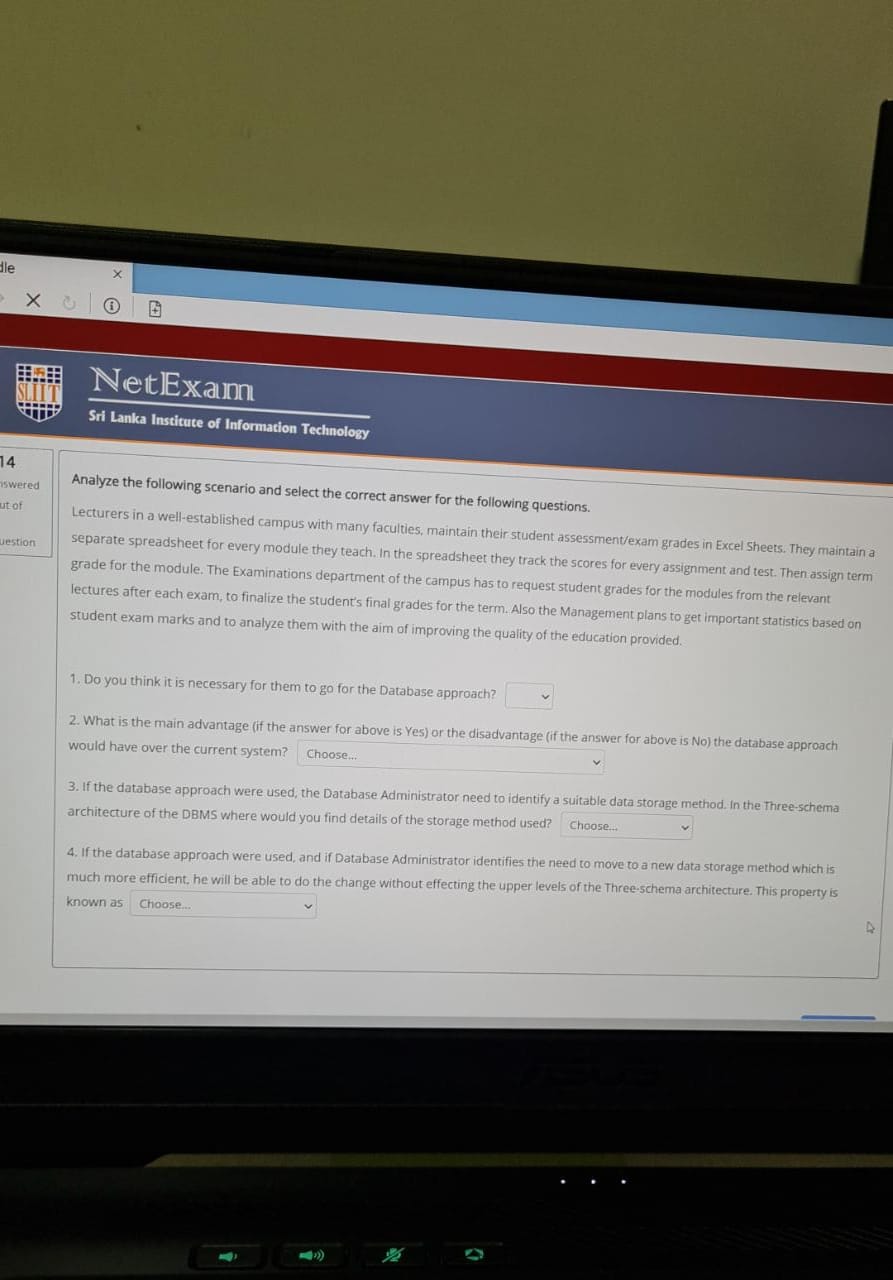 dle
SLIIT
NetExam
Sri Lanka Institute of Information Technology
14
nswered
ut of
uestion
Analyze the following scenario and select the correct answer for the following questions.
Lecturers in a well-established campus with many faculties, maintain their student assessment/exam grades in Excel Sheets. They maintain a
separate spreadsheet for every module they teach. In the spreadsheet they track the scores for every assignment and test. Then assign term
grade for the module. The Examinations department of the campus has to request student grades for the modules from the relevant
lectures after each exam, to finalize the student's final grades for the term. Also the Management plans to get important statistics based on
student exam marks and to analyze them with the aim of improving the quality of the education provided.
1. Do you think it is necessary for them to go for the Database approach?
2. What is the main advantage (if the answer for above is Yes) or the disadvantage (if the answer for above is No) the database approach
would have over the current system? Choose...
3. If the database approach were used, the Database Administrator need to identify a suitable data storage method. In the Three-schema
architecture of the DBMS where would you find details of the storage method used? Choose...
4. If the database approach were used, and if Database Administrator identifies the need to move to a new data storage method which is
much more efficient, he will be able to do the change without effecting the upper levels of the Three-schema architecture. This property is
known as Choose...
ASUS